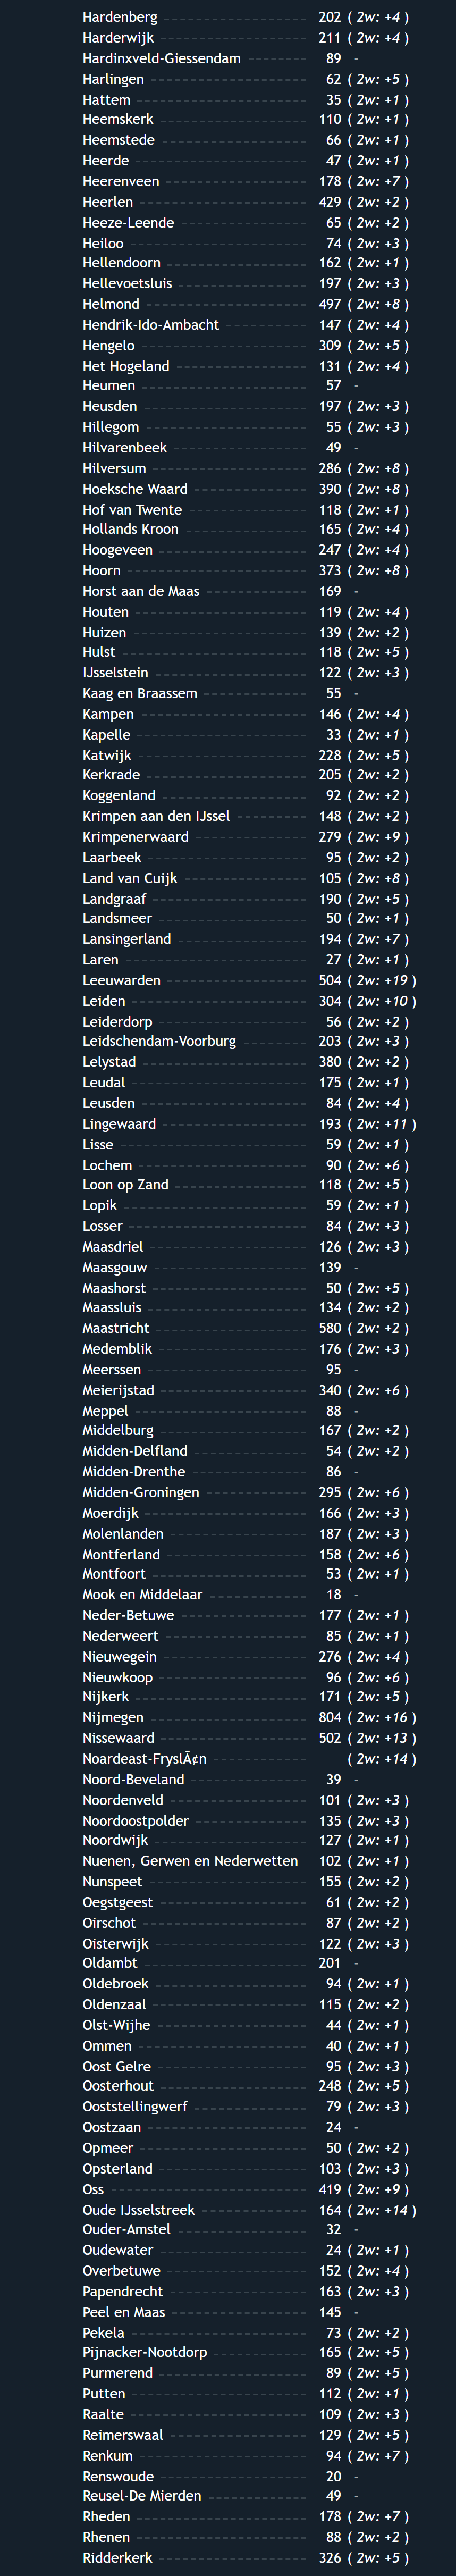 Hardenberg 202 ( 2w: +4 )
Harderwijk 211 ( 2w: +4 )
Hardinxveld-Giessendam 89 -
Harlingen 62 ( 2w: +5 )
Hattem 35 ( 2w: +1 )
Heemskerk 110 ( 2w: +1 )
Heemstede 66 ( 2w: +1 )
Heerde 47 ( 2w: +1 )
Heerenveen 178 ( 2w: +7 )
Heerlen 429 ( 2w: +2 )
Heeze-Leende 65 ( 2w: +2 )
Heiloo 74 ( 2w: +3 )
Hellendoorn 162 ( 2w: +1 )
Hellevoetsluis 197 ( 2w: +3 )
Helmond 497 ( 2w: +8 )
Hendrik-Ido-Ambacht 147 ( 2w: +4 )
Hengelo 309 ( 2w: +5 )
Het Hogeland 131 ( 2w: +4 )
Heumen 57 -
Heusden 197 ( 2w: +3 )
Hillegom 55 ( 2w: +3 )
Hilvarenbeek 49 -
Hilversum 286 ( 2w: +8 )
Hoeksche Waard 390 ( 2w: +8 )
Hof van Twente 118 ( 2w: +1 )
Hollands Kroon 165 ( 2w: +4 )
Hoogeveen 247 ( 2w: +4 )
Hoorn 373 ( 2w: +8 )
Horst aan de Maas 169 -
Houten 119 ( 2w: +4 )
Huizen 139 ( 2w: +2 )
Hulst 118 ( 2w: +5 )
IJsselstein 122 ( 2w: +3 )
Kaag en Braassem 55 -
Kampen 146 ( 2w: +4 )
Kapelle 33 ( 2w: +1 )
Katwijk 228 ( 2w: +5 )
Kerkrade 205 ( 2w: +2 )
Koggenland 92 ( 2w: +2 )
Krimpen aan den IJssel 148 ( 2w: +2 )
Krimpenerwaard 279 ( 2w: +9 )
Laarbeek 95 ( 2w: +2 )
Land van Cuijk 105 ( 2w: +8 )
Landgraaf 190 ( 2w: +5 )
Landsmeer 50 ( 2w: +1 )
Lansingerland 194 ( 2w: +7 )
Laren 27 ( 2w: +1 )
Leeuwarden 504 ( 2w: +19 )
Leiden 304 ( 2w: +10 )
Leiderdorp 56 ( 2w: +2 )
Leidschendam-Voorburg 203 ( 2w: +3 )
Lelystad 380 ( 2w: +2 )
Leudal 175 ( 2w: +1 )
Leusden 84 ( 2w: +4 )
Lingewaard 193 ( 2w: +11 )
Lisse 59 ( 2w: +1 )
Lochem 90 ( 2w: +6 )
Loon op Zand 118 ( 2w: +5 )
Lopik 59 ( 2w: +1 )
Losser 84 ( 2w: +3 )
Maasdriel 126 ( 2w: +3 )
Maasgouw 139 -
Maashorst 50 ( 2w: +5 )
Maassluis 134 ( 2w: +2 )
Maastricht 580 ( 2w: +2 )
Medemblik 176 ( 2w: +3 )
Meerssen 95 -
Meierijstad 340 ( 2w: +6 )
Meppel 88 -
Middelburg 167 ( 2w: +2 )
Midden-Delfland 54 ( 2w: +2 )
Midden-Drenthe 86 -
Midden-Groningen 295 ( 2w: +6 )
Moerdijk 166 ( 2w: +3 )
Molenlanden 187 ( 2w: +3 )
Montferland 158 ( 2w: +6 )
Montfoort 53 ( 2w: +1 )
Mook en Middelaar 18 -
Neder-Betuwe 177 ( 2w: +1 )
Nederweert 85 ( 2w: +1 )
Nieuwegein 276 ( 2w: +4 )
Nieuwkoop 96 ( 2w: +6 )
Nijkerk 171 ( 2w: +5 )
Nijmegen 804 ( 2w: +16 )
Nissewaard 502 ( 2w: +13 )
Noardeast-FryslÃ¢n ( 2w: +14 )
Noord-Beveland 39 -
Noordenveld 101 ( 2w: +3 )
Noordoostpolder 135 ( 2w: +3 )
Noordwijk 127 ( 2w: +1 )
Nuenen, Gerwen en Nederwetten 102 ( 2w: +1 )
Nunspeet 155 ( 2w: +2 )
Oegstgeest 61 ( 2w: +2 )
Oirschot 87 ( 2w: +2 )
Oisterwijk 122 ( 2w: +3 )
Oldambt 201 -
Oldebroek 94 ( 2w: +1 )
Oldenzaal 115 ( 2w: +2 )
Olst-Wijhe 44 ( 2w: +1 )
Ommen 40 ( 2w: +1 )
Oost Gelre 95 ( 2w: +3 )
Oosterhout 248 ( 2w: +5 )
Ooststellingwerf 79 ( 2w: +3 )
Oostzaan 24 -
Opmeer 50 ( 2w: +2 )
Opsterland 103 ( 2w: +3 )
Oss 419 ( 2w: +9 )
Oude IJsselstreek 164 ( 2w: +14 )
Ouder-Amstel 32 -
Oudewater 24 ( 2w: +1 )
Overbetuwe 152 ( 2w: +4 )
Papendrecht 163 ( 2w: +3 )
Peel en Maas 145 -
Pekela 73 ( 2w: +2 )
Pijnacker-Nootdorp 165 ( 2w: +5 )
Purmerend 89 ( 2w: +5 )
Putten 112 ( 2w: +1 )
Raalte 109 ( 2w: +3 )
Reimerswaal 129 ( 2w: +5 )
Renkum 94 ( 2w: +7 )
Renswoude 20 -
Reusel-De Mierden 49 -
Rheden 178 ( 2w: +7 )
Rhenen 88 ( 2w: +2 )
Ridderkerk 326 ( 2w: +5 )